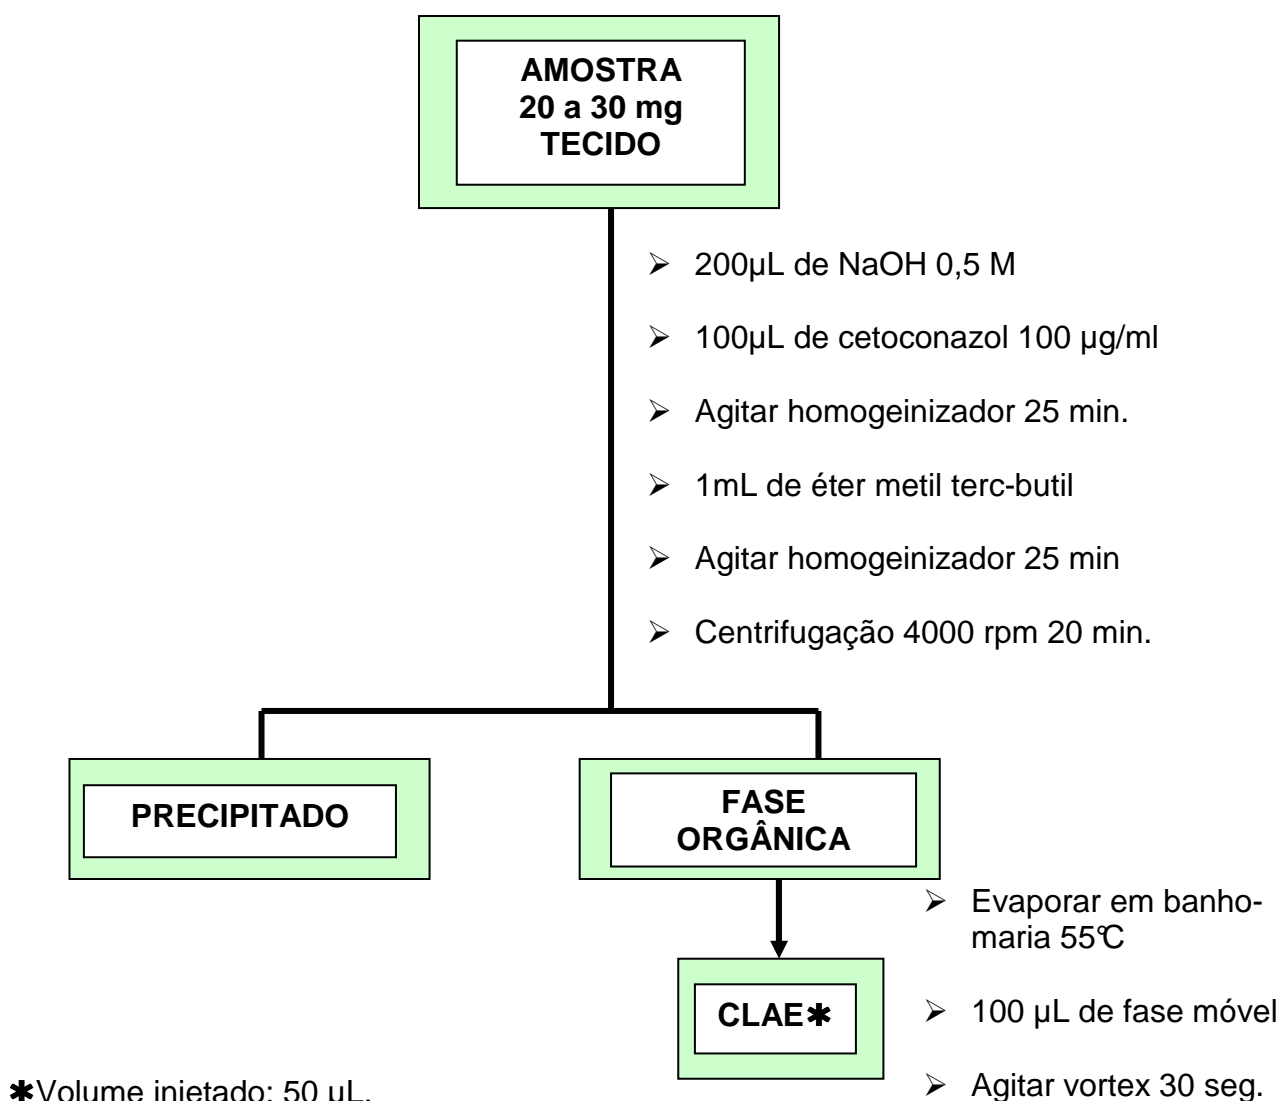 AMOSTRA
20 a 30 mg
TECIDO
➢ 200µL de NaOH 0,5 M
➢ 100µL de cetoconazol 100 µg/ml
➢ Agitar homogeinizador 25 min.
➢ 1mL de éter metil terc-butil
➢ Agitar homogeinizador 25 min
➢ Centrifugação 4000 rpm 20 min.
PRECIPITADO
FASE
ORGÂNICA
➢ Evaporar em banho-
maria 55°C
➢ 100 µL de fase móvel
➢ Agitar vortex 30 seg.
CLAE✱
✱Volume injetado: 50 µL.